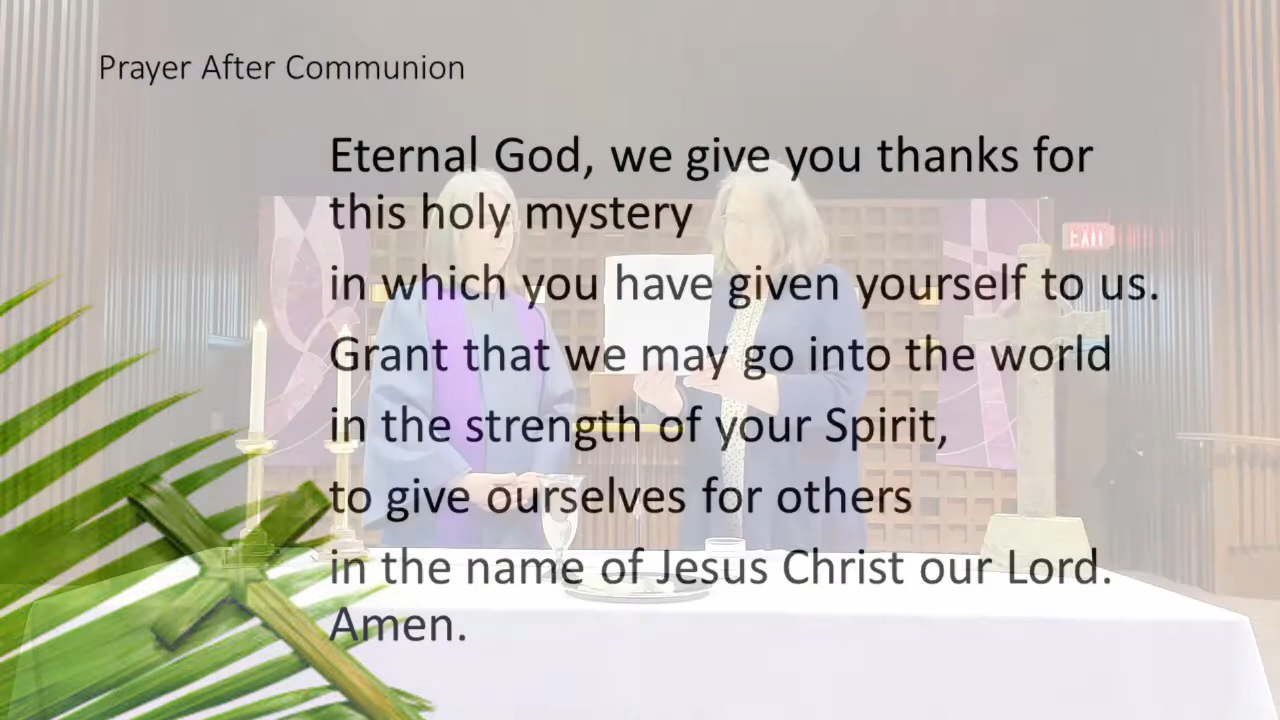 Prayer After Communion
Eternal God, we give you thanks for
this holy mystery
in which you have given yourself to us.
Grant that we may go into the world
in the strength of your Spirit,
to give ourselves for others
in the name of Jesus Christ our Lord.
Amen.
EXIT